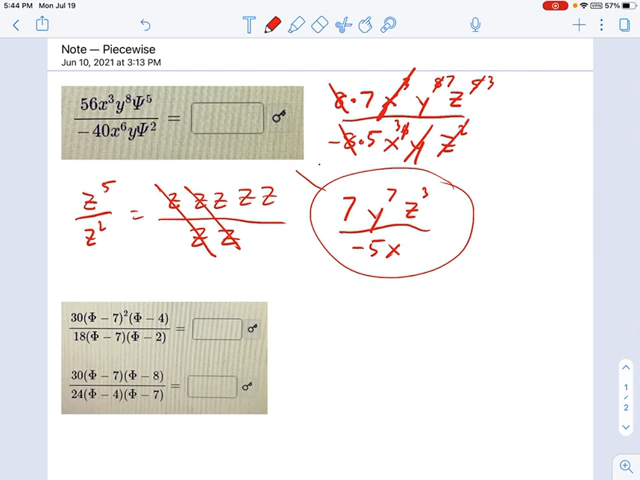 5:44 PM Mon Jul 19
VPN 57%
T
Note — Piecewise
Jun 10, 2021 at 3:13 PM
56x³y⁸Ψ⁵ / −40x⁶yΨ² =
8·7 x³ y⁸ ⁷ z⁵ ³ / −8·5 x⁶ ³ y z²
z⁵ / z² = z z z z z / z z
7 y⁷ z³ / −5x
30(Φ − 7)²(Φ − 4) / 18(Φ − 7)(Φ − 2) =
30(Φ − 7)(Φ − 8) / 24(Φ − 4)(Φ − 7) =
1
/
2